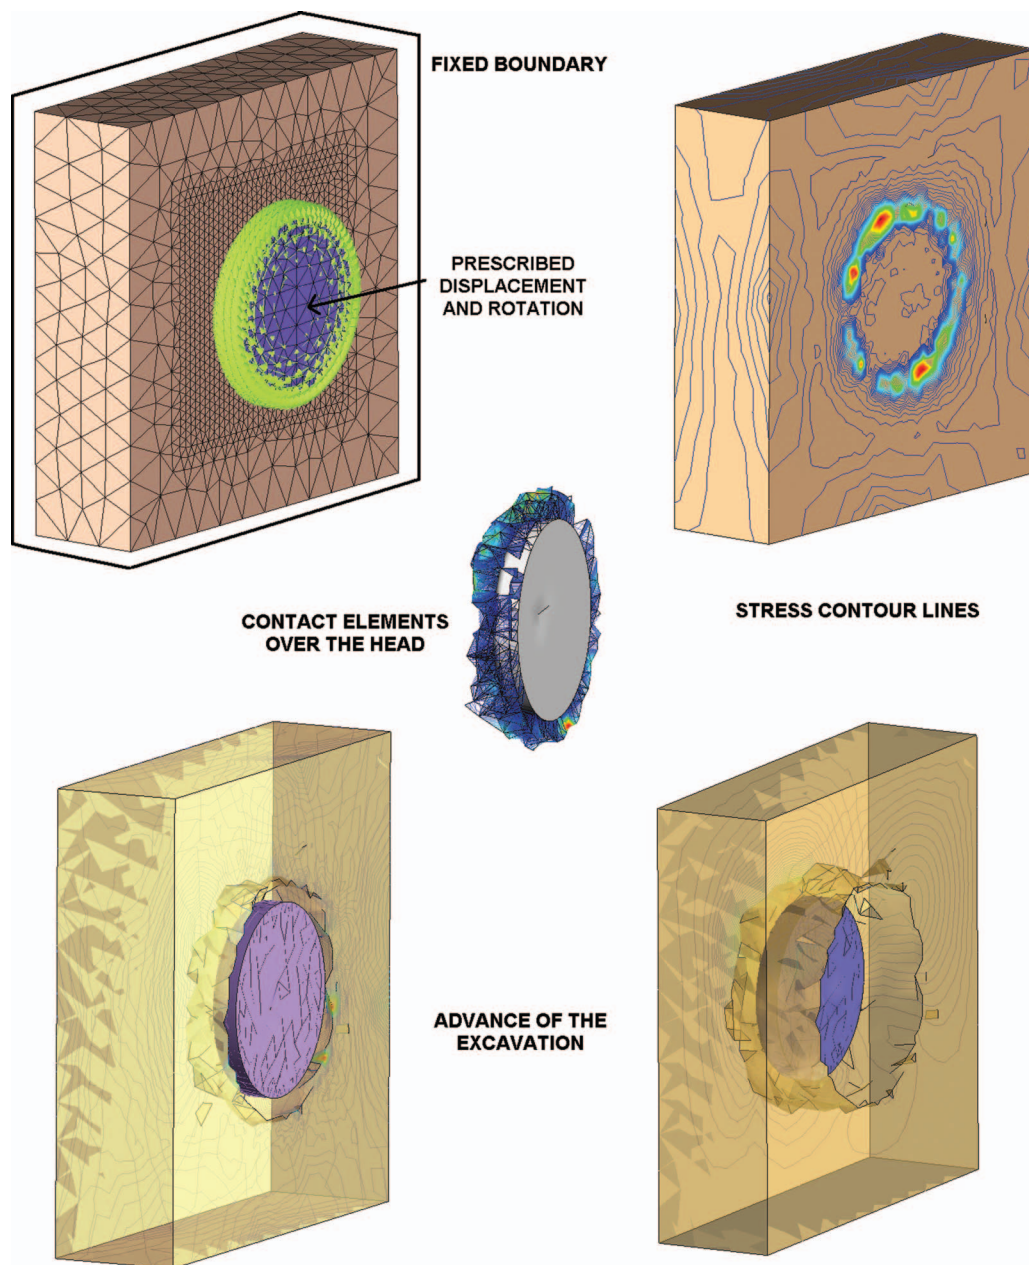 FIXED BOUNDARY
PRESCRIBED
DISPLACEMENT
AND ROTATION
CONTACT ELEMENTS
OVER THE HEAD
STRESS CONTOUR LINES
ADVANCE OF THE
EXCAVATION